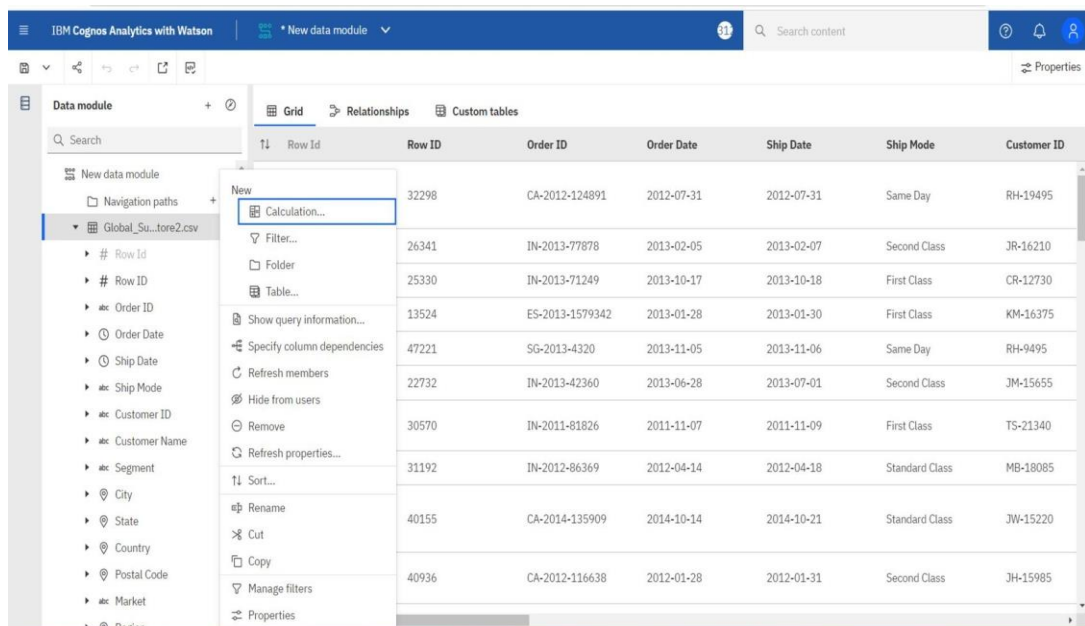 IBM Cognos Analytics with Watson
* New data module
Search content
Properties
Data module
+
Search
New data module
Navigation paths +
Global_Su...tore2.csv
# Row Id
# Row ID
abc Order ID
Order Date
Ship Date
abc Ship Mode
abc Customer ID
abc Customer Name
abc Segment
City
State
Country
Postal Code
abc Market
New
Calculation...
Filter...
Folder
Table...
Show query information...
Specify column dependencies
Refresh members
Hide from users
Remove
Refresh properties...
Sort...
Rename
Cut
Copy
Manage filters
Properties
Grid Relationships Custom tables
Row Id Row ID Order ID Order Date Ship Date Ship Mode Customer ID
32298 CA-2012-124891 2012-07-31 2012-07-31 Same Day RH-19495
26341 IN-2013-77878 2013-02-05 2013-02-07 Second Class JR-16210
25330 IN-2013-71249 2013-10-17 2013-10-18 First Class CR-12730
13524 ES-2013-1579342 2013-01-28 2013-01-30 First Class KM-16375
47221 SG-2013-4320 2013-11-05 2013-11-06 Same Day RH-9495
22732 IN-2013-42360 2013-06-28 2013-07-01 Second Class JM-15655
30570 IN-2011-81826 2011-11-07 2011-11-09 First Class TS-21340
31192 IN-2012-86369 2012-04-14 2012-04-18 Standard Class MB-18085
40155 CA-2014-135909 2014-10-14 2014-10-21 Standard Class JW-15220
40936 CA-2012-116638 2012-01-28 2012-01-31 Second Class JH-15985